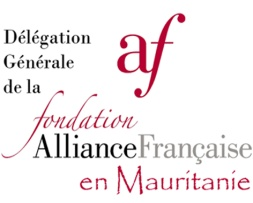 Délégation
Générale
de la
af
fondation
AllianceFrançaise
en Mauritanie